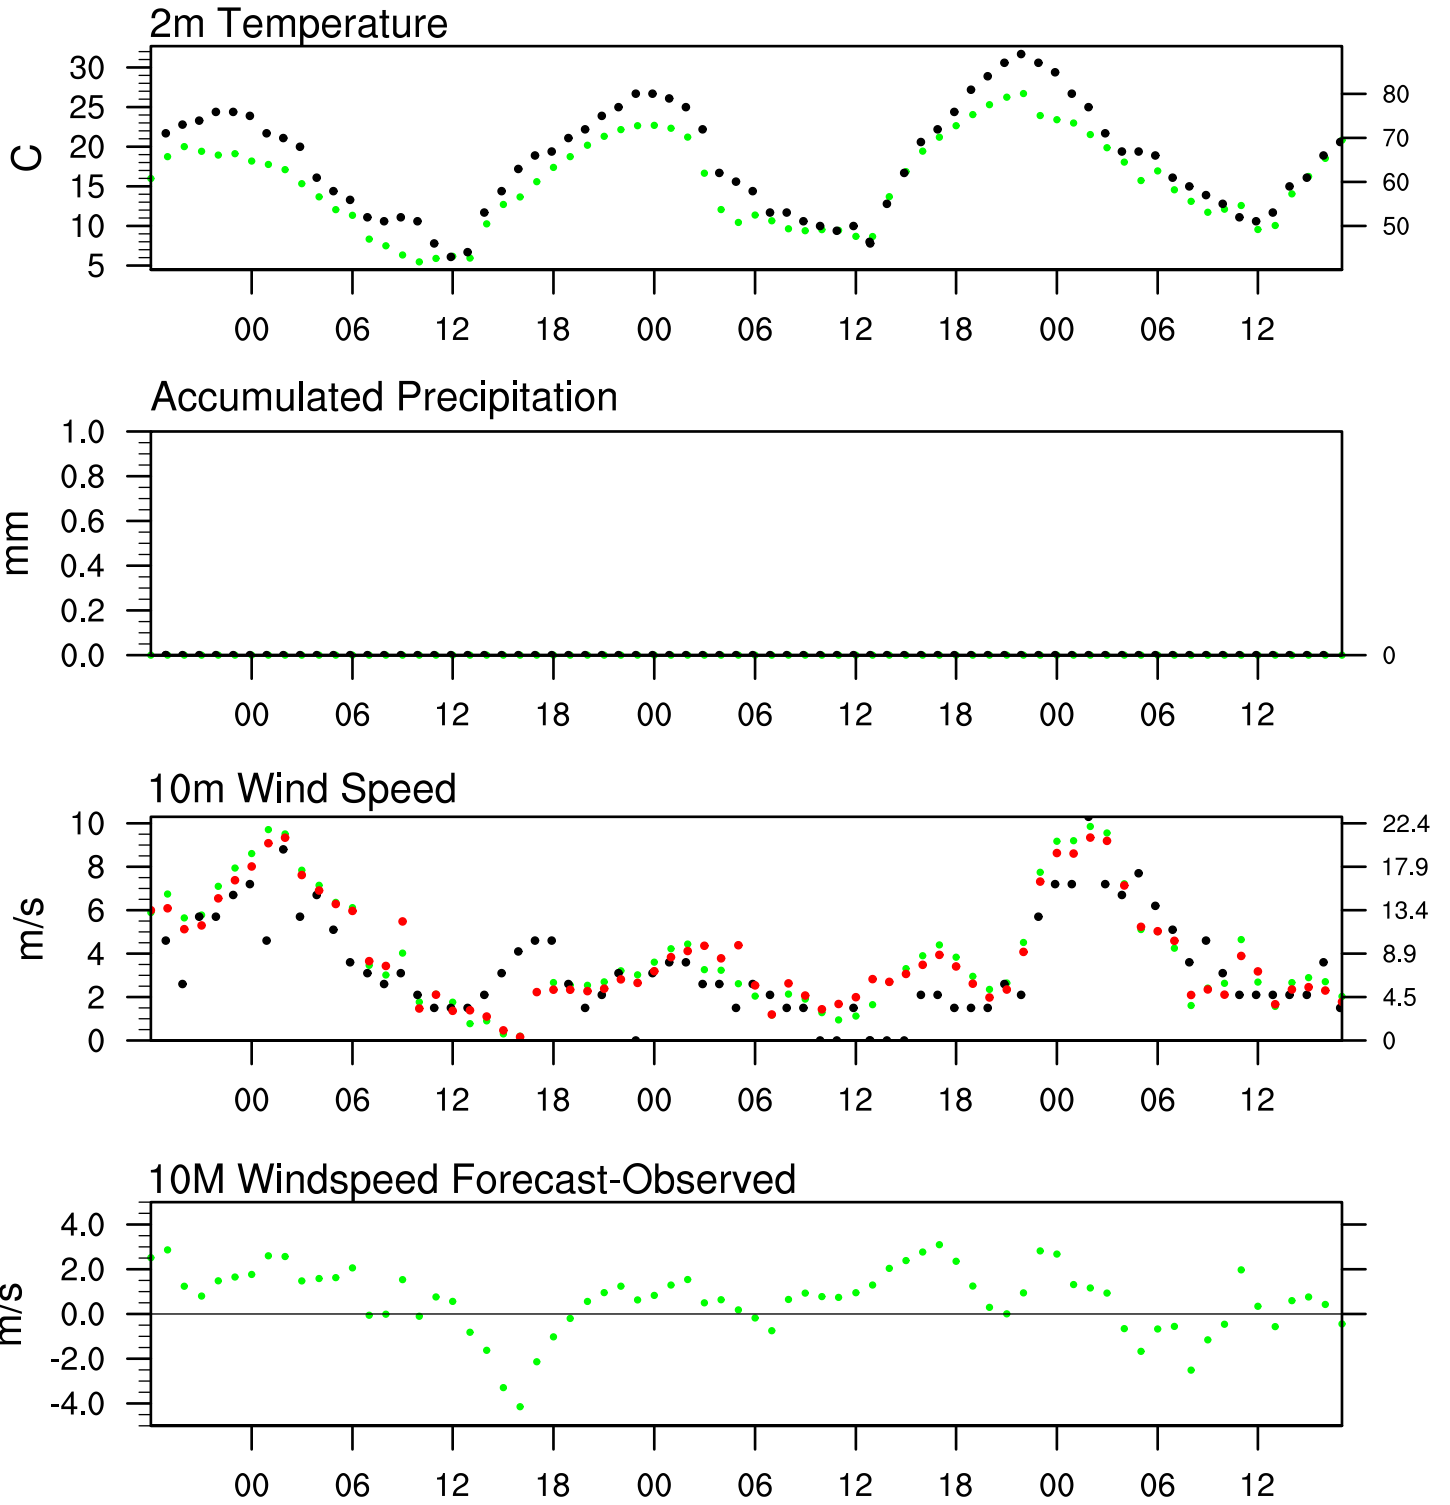 2m Temperature
C
30
25
20
15
10
5
80
70
60
50
00 06 12 18 00 06 12 18 00 06 12
Accumulated Precipitation
mm
1.0
0.8
0.6
0.4
0.2
0.0
0
00 06 12 18 00 06 12 18 00 06 12
10m Wind Speed
m/s
10
8
6
4
2
0
22.4
17.9
13.4
8.9
4.5
0
00 06 12 18 00 06 12 18 00 06 12
10M Windspeed Forecast-Observed
m/s
4.0
2.0
0.0
-2.0
-4.0
00 06 12 18 00 06 12 18 00 06 12